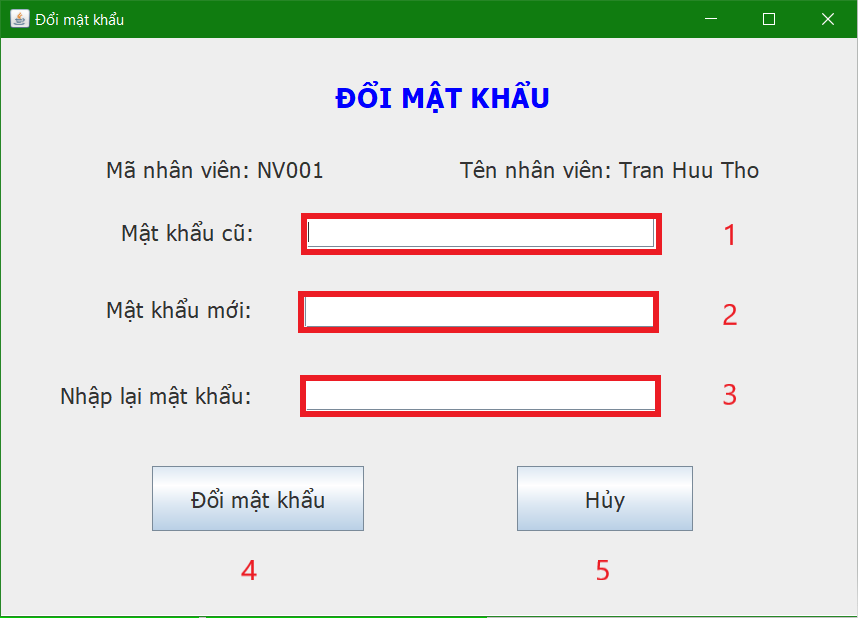 Đổi mật khẩu
ĐỔI MẬT KHẨU
Mã nhân viên: NV001 Tên nhân viên: Tran Huu Tho
Mật khẩu cũ: 1
Mật khẩu mới: 2
Nhập lại mật khẩu: 3
Đổi mật khẩu Hủy
4 5